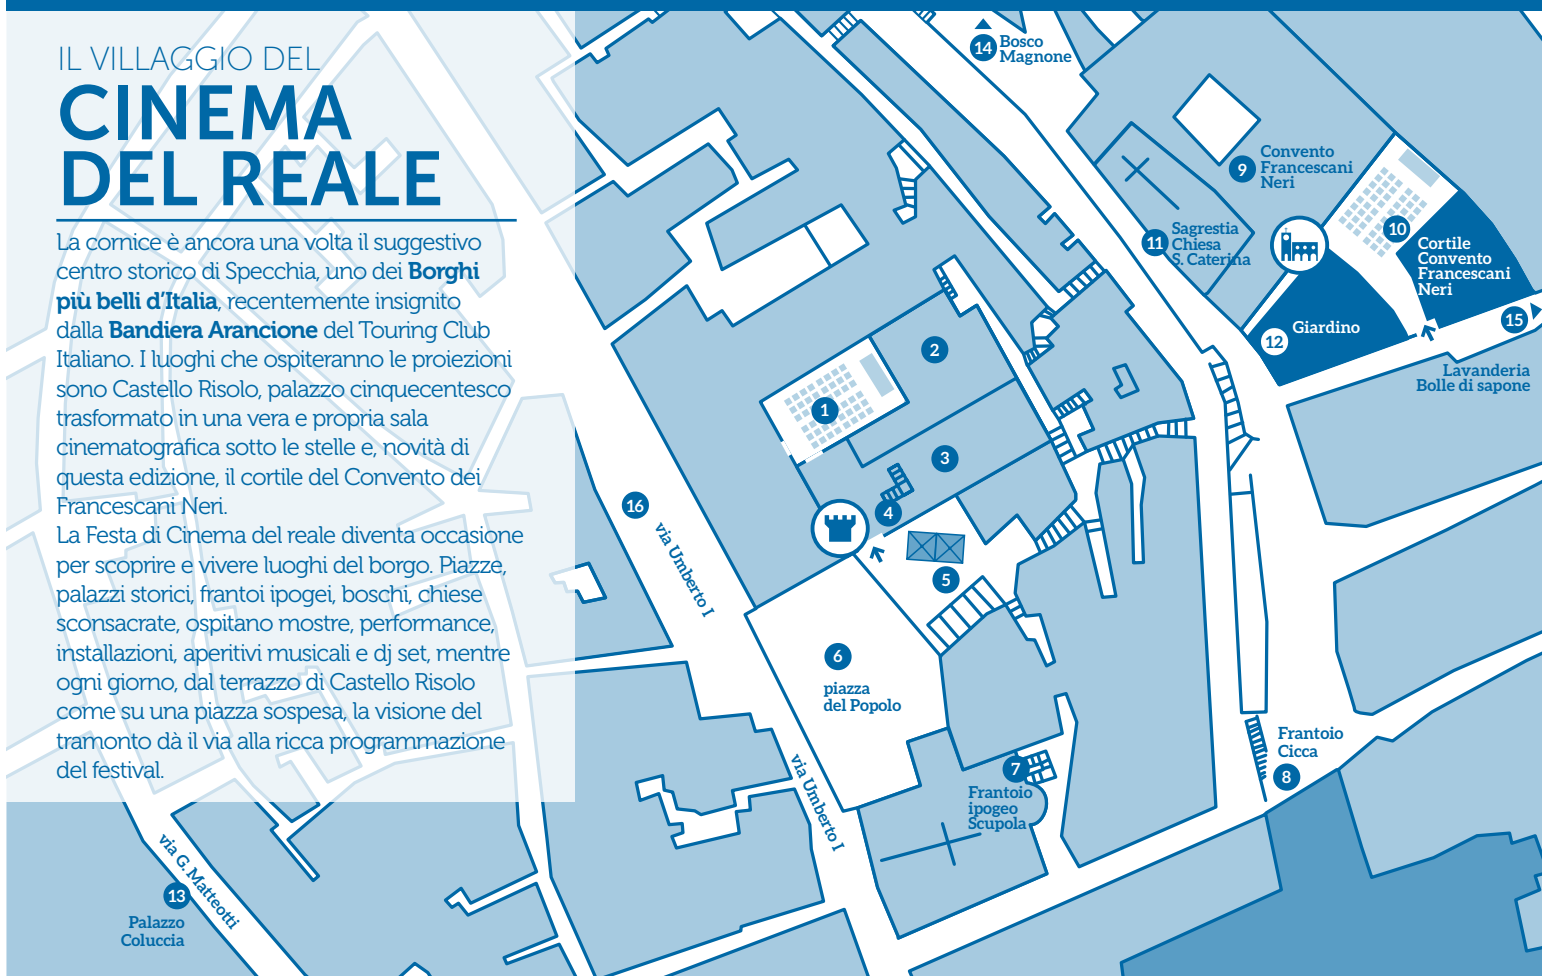 IL VILLAGGIO DEL
CINEMA
DEL REALE
La cornice è ancora una volta il suggestivo
centro storico di Specchia, uno dei Borghi
più belli d'Italia, recentemente insignito
dalla Bandiera Arancione del Touring Club
Italiano. I luoghi che ospiteranno le proiezioni
sono Castello Risolo, palazzo cinquecentesco
trasformato in una vera e propria sala
cinematografica sotto le stelle e, novità di
questa edizione, il cortile del Convento dei
Francescani Neri.
La Festa di Cinema del reale diventa occasione
per scoprire e vivere luoghi del borgo. Piazze,
palazzi storici, frantoi ipogei, boschi, chiese
sconsacrate, ospitano mostre, performance,
installazioni, aperitivi musicali e dj set, mentre
ogni giorno, dal terrazzo di Castello Risolo
come su una piazza sospesa, la visione del
tramonto dà il via alla ricca programmazione
del festival.
14 Bosco
Magnone
9 Convento
Francescani
Neri
11 Sagrestia
Chiesa
S. Caterina
10
Cortile
Convento
Francescani
Neri
12 Giardino
15
Lavanderia
Bolle di sapone
2
1
3
4
16
via Umberto I
5
6
piazza
del Popolo
7
Frantoio
ipogeo
Scupola
Frantoio
Cicca
8
via Umberto I
via G. Matteotti
13
Palazzo
Coluccia